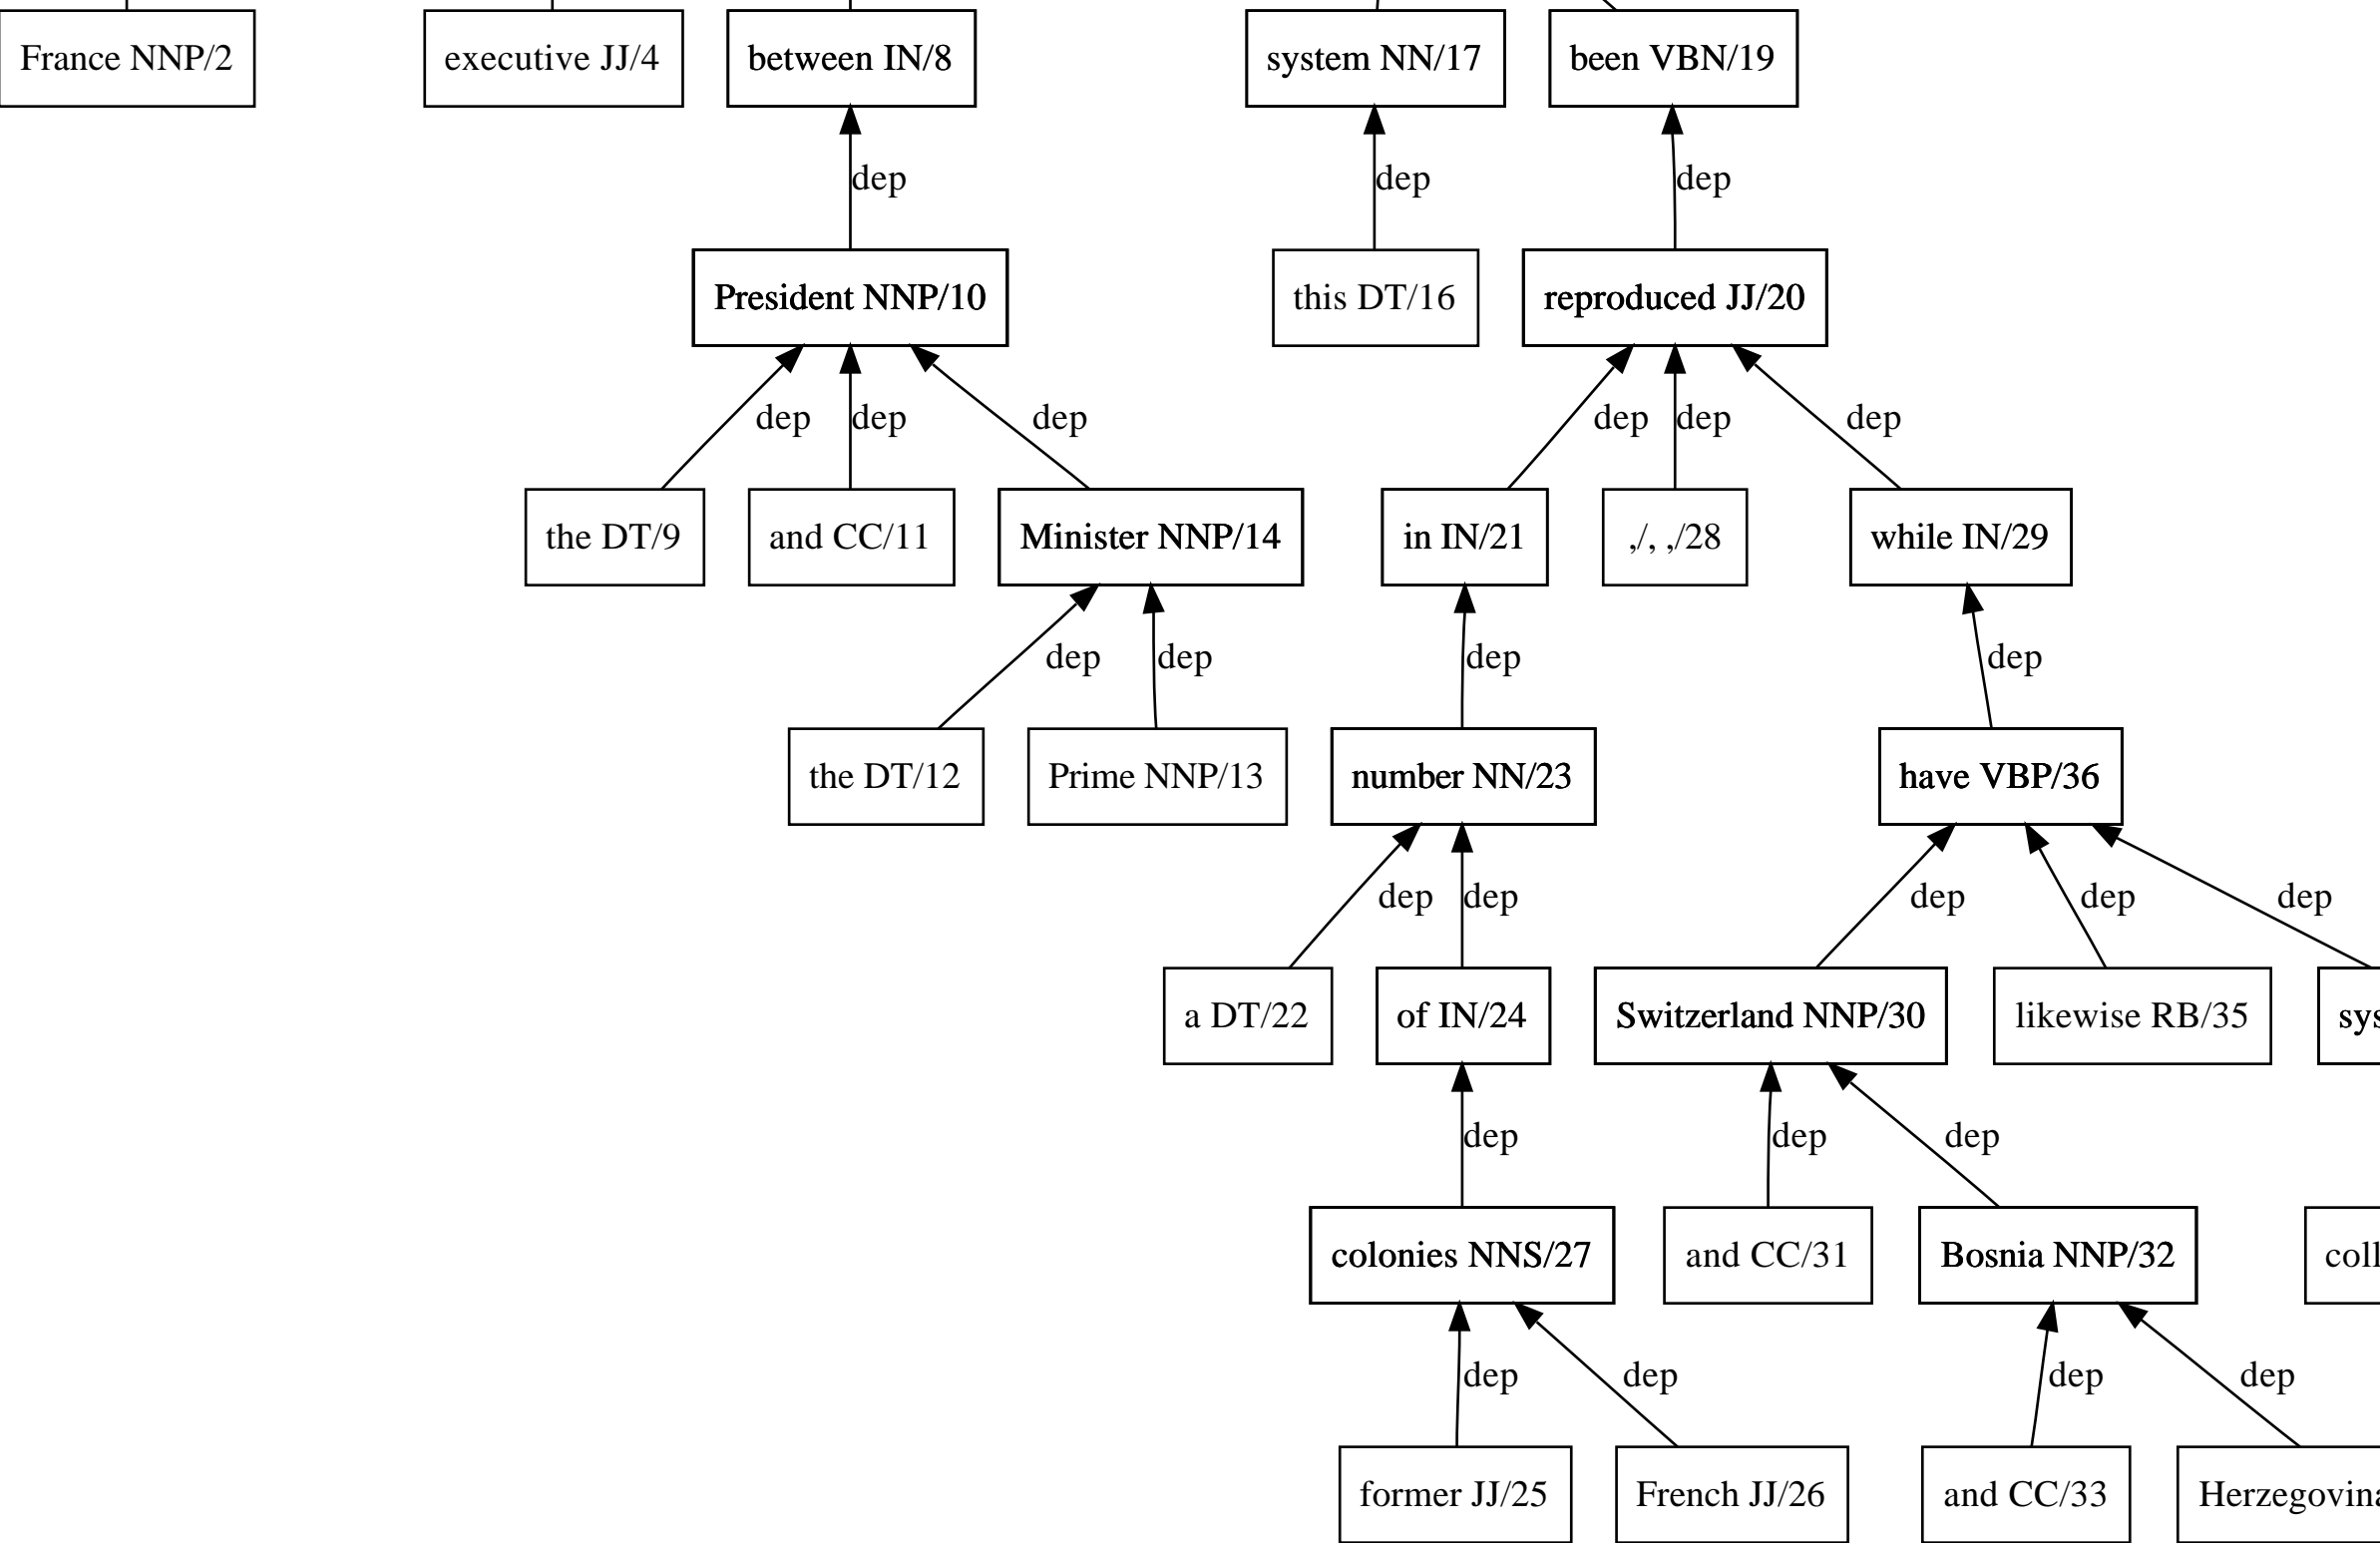 France NNP/2
executive JJ/4
between IN/8
system NN/17
been VBN/19
dep
dep
dep
President NNP/10
this DT/16
reproduced JJ/20
dep
dep
dep
dep
dep
dep
the DT/9
and CC/11
Minister NNP/14
in IN/21
,/, ,/28
while IN/29
dep
dep
dep
dep
the DT/12
Prime NNP/13
number NN/23
have VBP/36
dep
dep
dep
dep
dep
a DT/22
of IN/24
Switzerland NNP/30
likewise RB/35
sys
dep
dep
dep
colonies NNS/27
and CC/31
Bosnia NNP/32
coll
dep
dep
dep
dep
former JJ/25
French JJ/26
and CC/33
Herzegovina